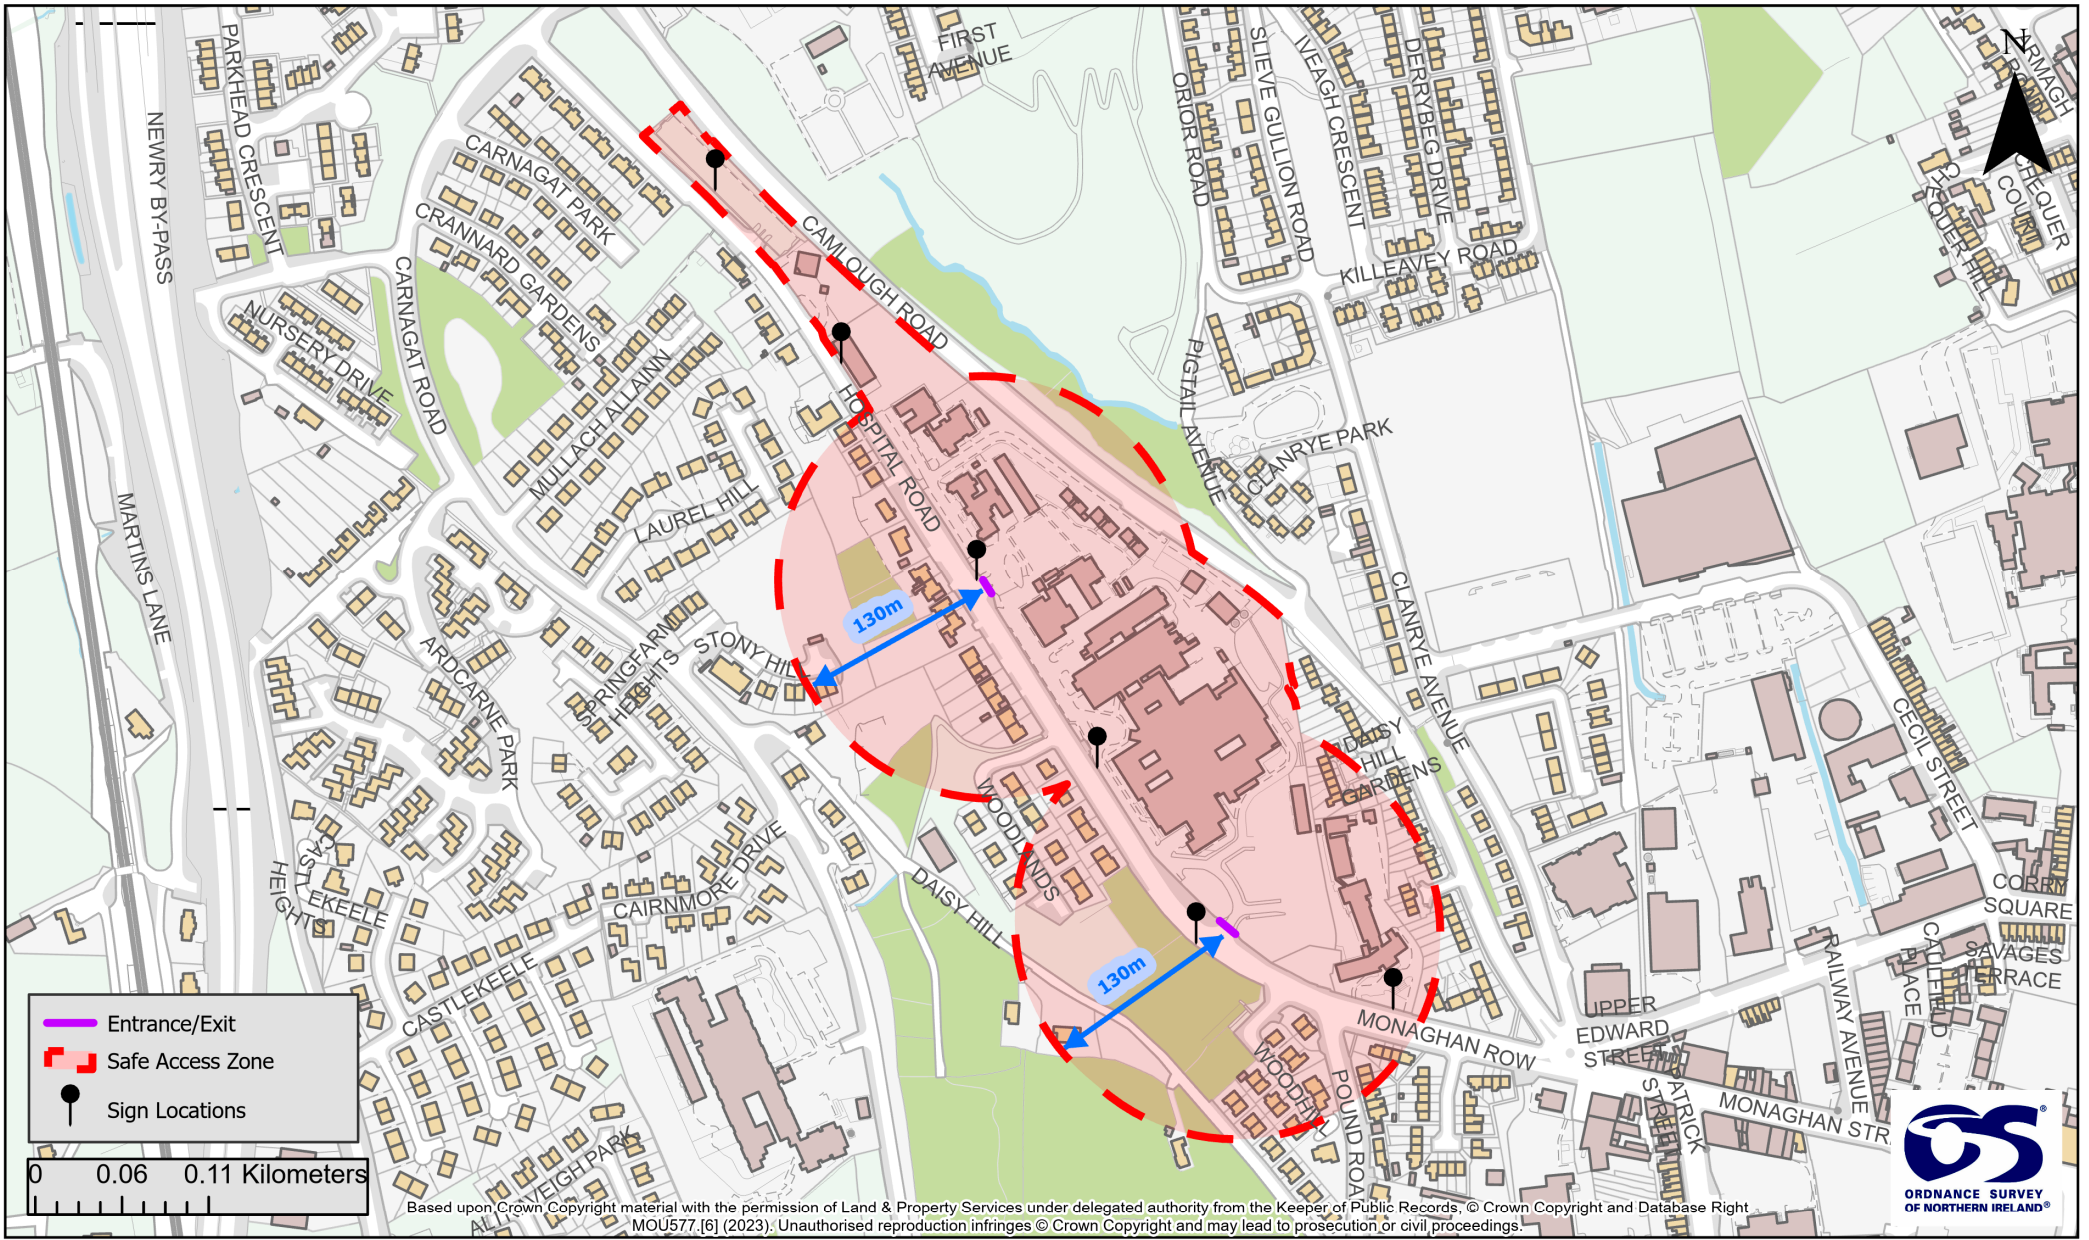 FIRST
AVENUE
N
ARMAGH
ROAD
PARKHEAD CRESCENT
NEWRY BY-PASS
ORIOR ROAD
SLIEVE GULLION ROAD
IVEAGH CRESCENT
DERRYBEG DRIVE
CHEQUER HILL
COURT
CHEQUER
CARNAGAT PARK
CRANNARD GARDENS
CAMLOUGH ROAD
KILLEAVEY ROAD
CARNAGAT ROAD
NURSERY DRIVE
MULLACH ALAINN
HOSPITAL ROAD
PIGTAIL AVENUE
CLANRYE PARK
LAUREL HILL
MARTINS LANE
130m
STONY HILL
SPRINGFARM
HEIGHTS
ARDCARNE PARK
CLANRYE AVENUE
DAISY
HILL
GARDENS
CECIL STREET
WOODLANDS
CASTLEKEELE
HEIGHTS
CAIRNMORE DRIVE
DAISY HILL
CORRY
SQUARE
SAVAGES
TERRACE
CAULFIELD
PLACE
RAILWAY AVENUE
CASTLEKEELE
130m
MONAGHAN ROW
UPPER
EDWARD
STREET
PATRICK
STREET
MONAGHAN STR
WOODHILL
POUND ROAD
Entrance/Exit
Safe Access Zone
Sign Locations
0 0.06 0.11 Kilometers
Based upon Crown Copyright material with the permission of Land & Property Services under delegated authority from the Keeper of Public Records, © Crown Copyright and Database Right
MOU577.[6] (2023). Unauthorised reproduction infringes © Crown Copyright and may lead to prosecution or civil proceedings.
OS®
ORDNANCE SURVEY
OF NORTHERN IRELAND®